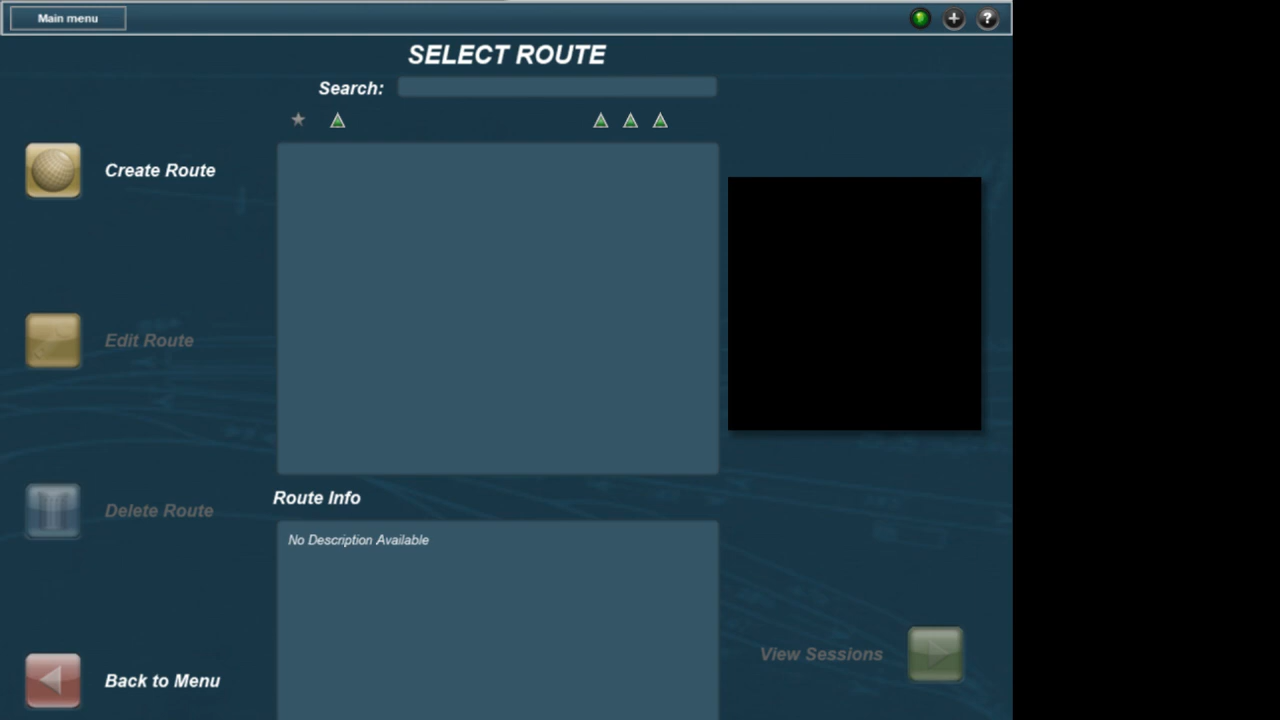 Main menu
?
SELECT ROUTE
Search:
Create Route
Edit Route
Delete Route
Route Info
No Description Available
View Sessions
Back to Menu